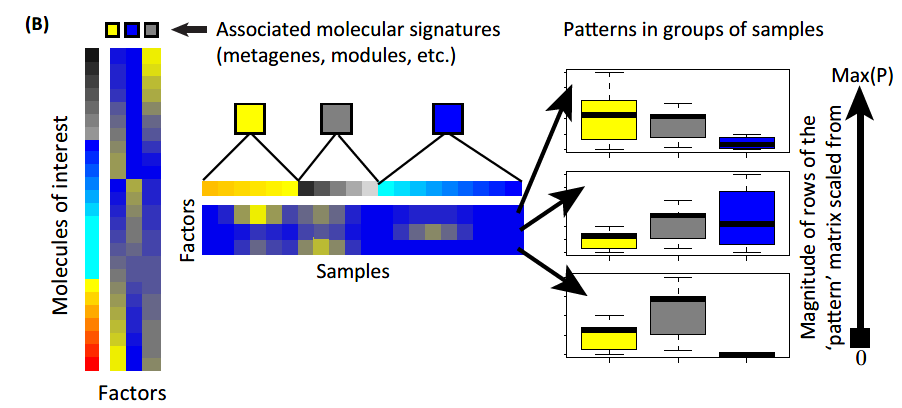 (B)
Associated molecular signatures
(metagenes, modules, etc.)
Patterns in groups of samples
Max(P)
Molecules of interest
Factors
Factors
Samples
Magnitude of rows of the
‘pattern’ matrix scaled from
0